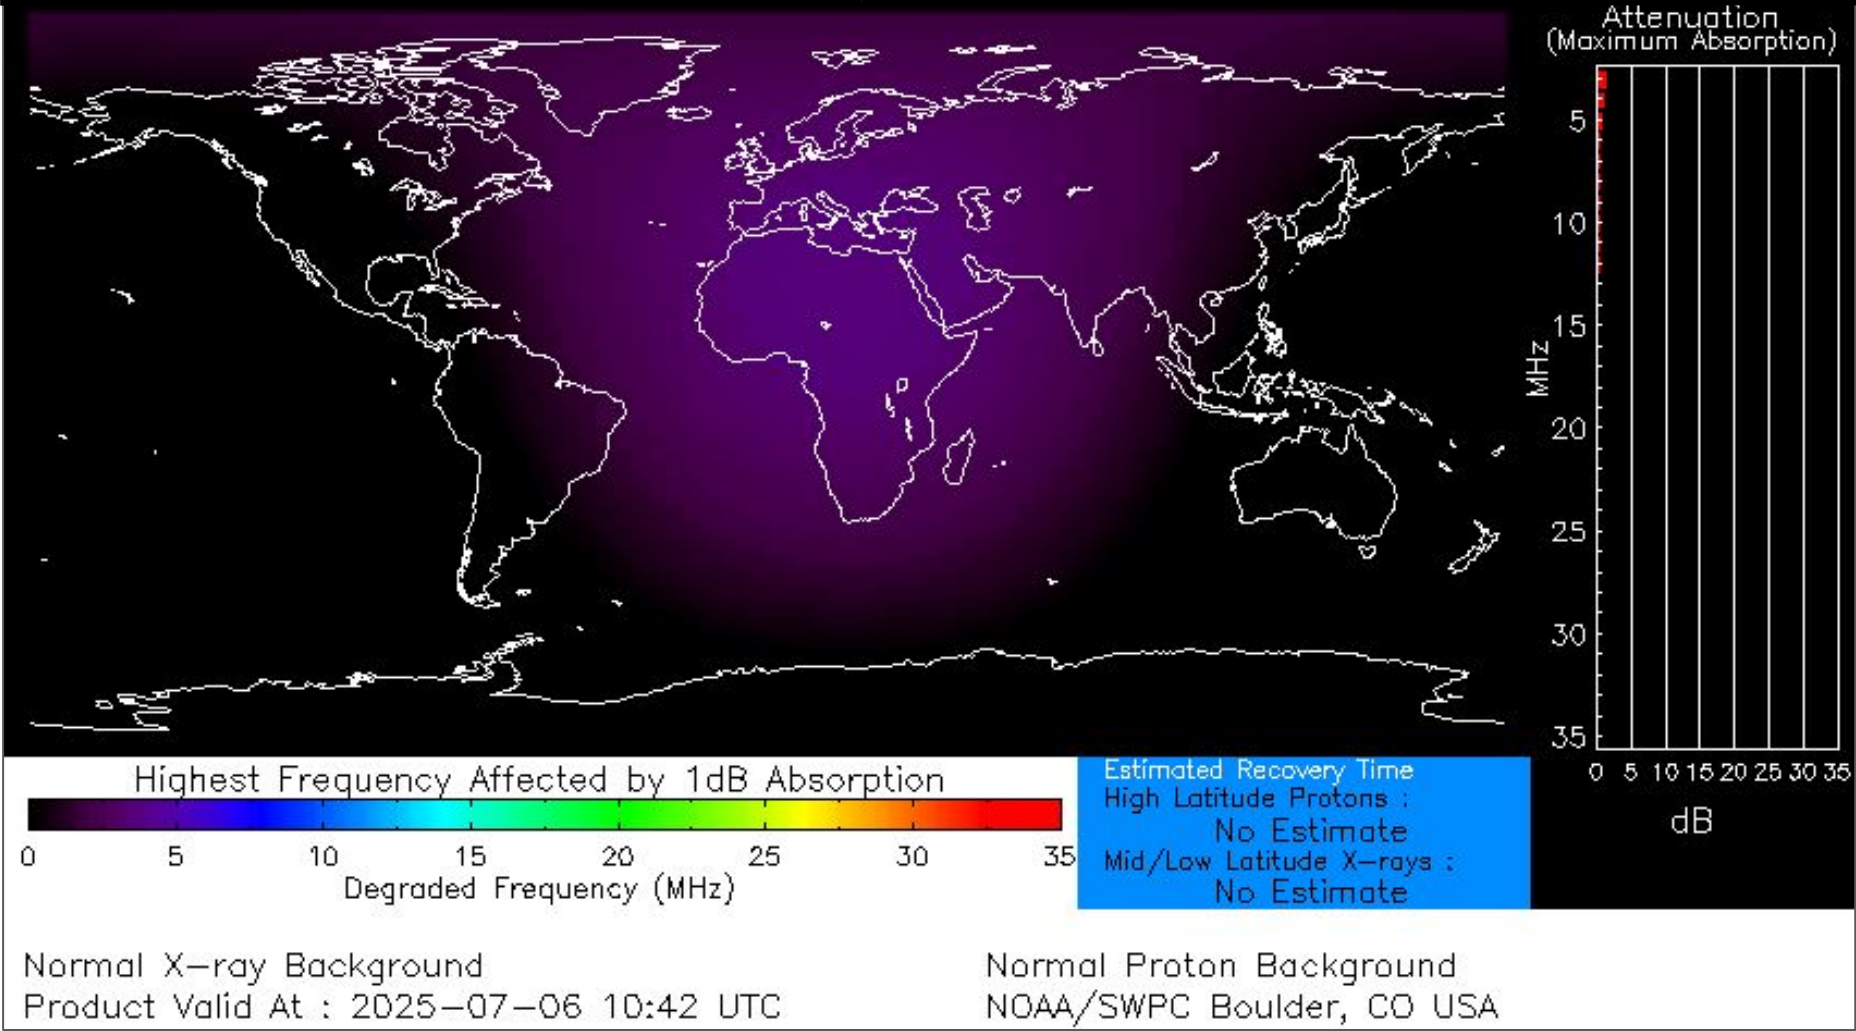 Attenuation
(Maximum Absorption)
5
10
15
20
25
30
35
MHz
0 5 10 15 20 25 30 35
dB
Highest Frequency Affected by 1dB Absorption
0 5 10 15 20 25 30 35
Degraded Frequency (MHz)
Estimated Recovery Time
High Latitude Protons :
No Estimate
Mid/Low Latitude X-rays :
No Estimate
Normal X-ray Background
Product Valid At : 2025-07-06 10:42 UTC
Normal Proton Background
NOAA/SWPC Boulder, CO USA